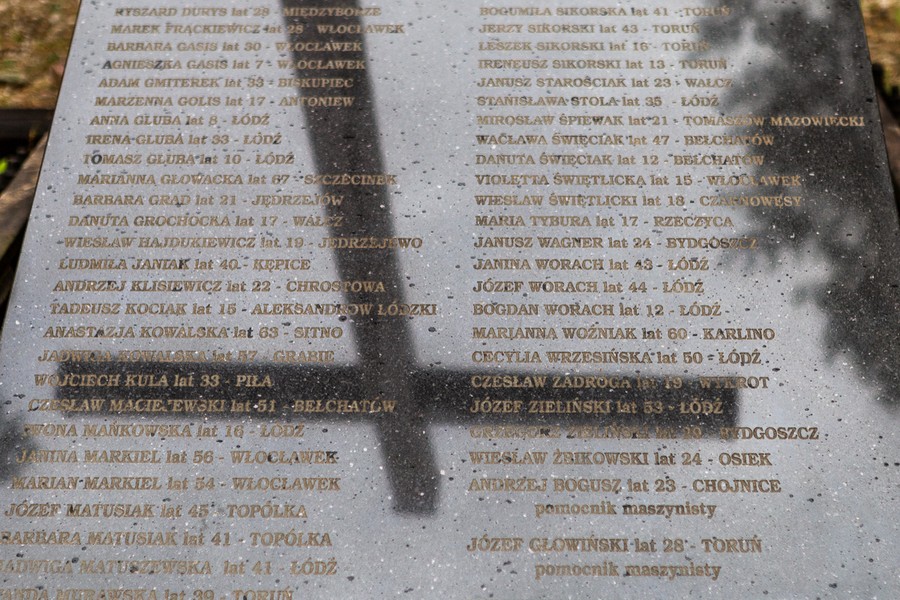 RYSZARD DURYS lat 28 - MIĘDZYBORZE
MAREK FRĄCKIEWICZ lat 28 - WŁOCŁAWEK
BARBARA GASIS lat 30 - WŁOCŁAWEK
AGNIESZKA GASIS lat 7 - WŁOCŁAWEK
ADAM GMITEREK lat 33 - BISKUPIEC
MARZENNA GOLIS lat 17 - ANTONIEW
ANNA GLUBA lat 8 - ŁÓDŹ
IRENA GLUBA lat 33 - ŁÓDŹ
TOMASZ GLUBA lat 10 - ŁÓDŹ
MARIANNA GŁOWACKA lat 67 - SZCZECINEK
BARBARA GRAD lat 21 - JĘDRZEJÓW
DANUTA GROCHOCKA lat 17 - WAŁCZ
WIESŁAW HAJDUKIEWICZ lat 19 - JĘDRZEJEWO
LUDMIŁA JANIAK lat 40 - KĘPICE
ANDRZEJ KLISIEWICZ lat 22 - CHROSTOWA
TADEUSZ KOCIAK lat 15 - ALEKSANDRÓW ŁÓDZKI
ANASTAZJA KOWALSKA lat 63 - SITNO
JADWIGA KOWALSKA lat 57 - GRABIE
WOJCIECH KULA lat 33 - PIŁA
CZESŁAW MACIEJEWSKI lat 51 - BEŁCHATÓW
IWONA MAŃKOWSKA lat 16 - ŁÓDŹ
JANINA MARKIEL lat 56 - WŁOCŁAWEK
MARIAN MARKIEL lat 54 - WŁOCŁAWEK
JÓZEF MATUSIAK lat 45 - TOPÓLKA
BARBARA MATUSIAK lat 41 - TOPÓLKA
JADWIGA MATUSZEWSKA lat 41 - ŁÓDŹ
WANDA MURAWSKA lat 39 - TORUŃ
BOGUMIŁA SIKORSKA lat 41 - TORUŃ
JERZY SIKORSKI lat 43 - TORUŃ
LESZEK SIKORSKI lat 16 - TORUŃ
IRENEUSZ SIKORSKI lat 13 - TORUŃ
JANUSZ STAROŚCIAK lat 23 - WAŁCZ
STANISŁAWA STOLA lat 35 - ŁÓDŹ
MIROSŁAW ŚPIEWAK lat 21 - TOMASZÓW MAZOWIECKI
WACŁAWA ŚWIĘCIAK lat 47 - BEŁCHATÓW
DANUTA ŚWIĘCIAK lat 12 - BEŁCHATÓW
VIOLETTA ŚWIĘTLICKA lat 15 - WŁOCŁAWEK
WIESŁAW ŚWIĘTLICKI lat 18 - CZERNOWĘSY
MARIA TYBURA lat 17 - RZECZYCA
JANUSZ WAGNER lat 24 - BYDGOSZCZ
JANINA WORACH lat 43 - ŁÓDŹ
JÓZEF WORACH lat 44 - ŁÓDŹ
BOGDAN WORACH lat 12 - ŁÓDŹ
MARIANNA WOŹNIAK lat 60 - KARLINO
CECYLIA WRZESIŃSKA lat 50 - ŁÓDŹ
CZESŁAW ZADROGA lat 19 - WYKROT
JÓZEF ZIELIŃSKI lat 53 - ŁÓDŹ
GRZEGORZ ZIELIŃSKI lat - BYDGOSZCZ
WIESŁAW ŻBIKOWSKI lat 24 - OSIEK
ANDRZEJ BOGUSZ lat 23 - CHOJNICE
pomocnik maszynisty
JÓZEF GŁOWIŃSKI lat 28 - TORUŃ
pomocnik maszynisty